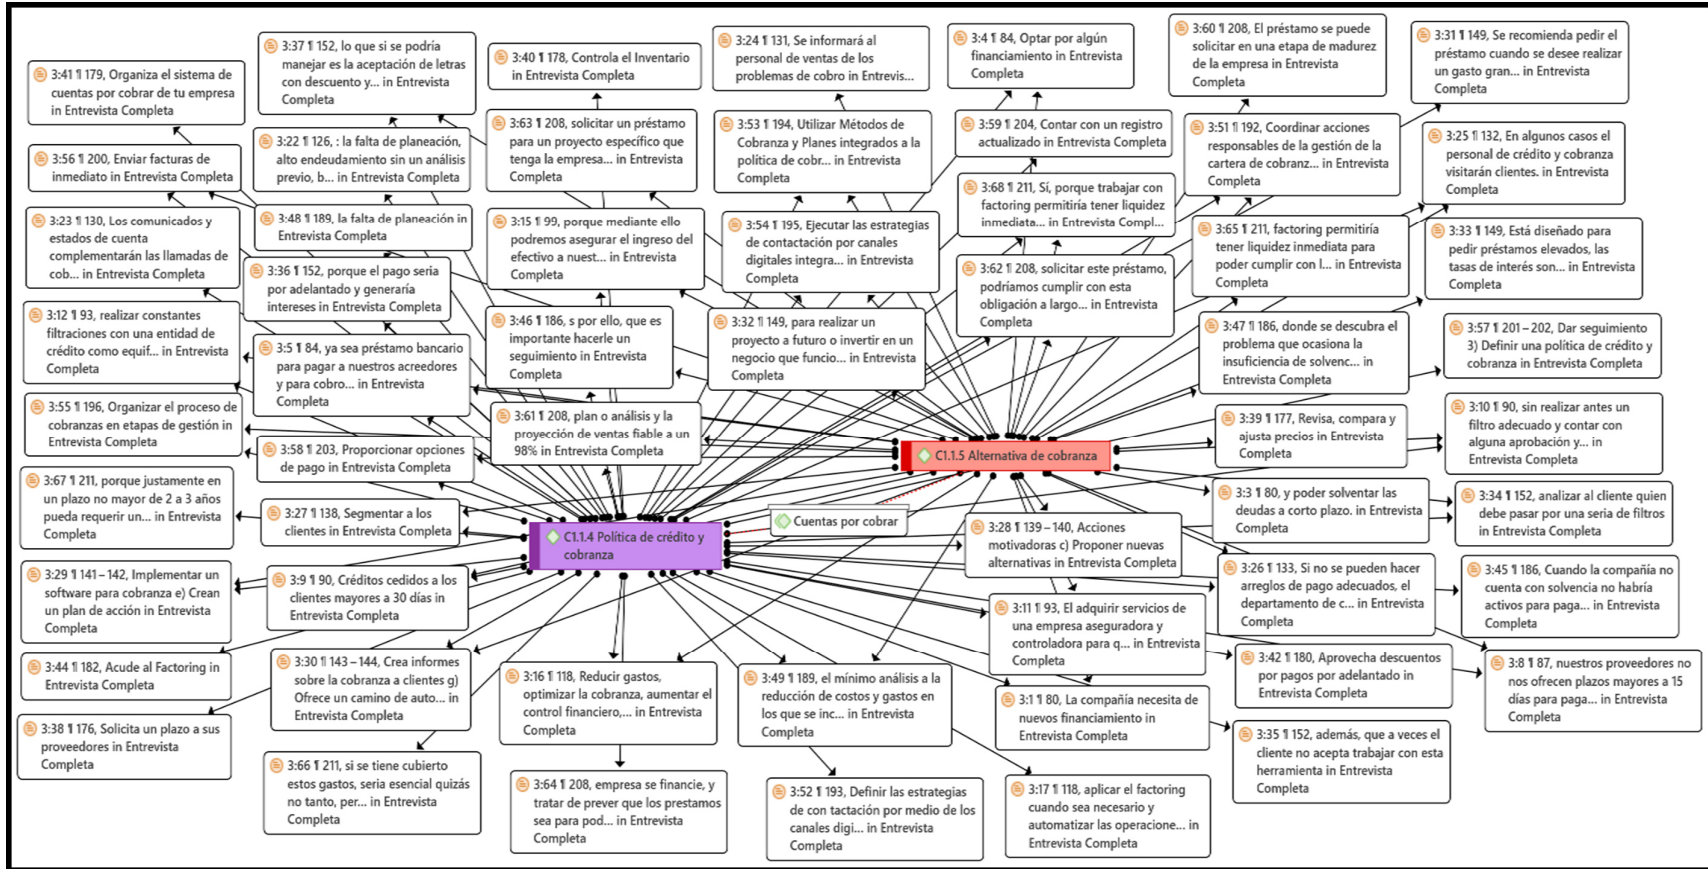 3:41 ¶ 179, Organiza el sistema de
cuentas por cobrar de tu empresa
in Entrevista Completa
3:56 ¶ 200, Enviar facturas de
inmediato in Entrevista Completa
3:23 ¶ 130, Los comunicados y
estados de cuenta
complementarán las llamadas de
cob... in Entrevista Completa
3:12 ¶ 93, realizar constantes
filtraciones con una entidad de
crédito como equif... in Entrevista
Completa
3:55 ¶ 196, Organizar el proceso de
cobranzas en etapas de gestión in
Entrevista Completa
3:67 ¶ 211, porque justamente en
un plazo no mayor de 2 a 3 años
pueda requerir un... in Entrevista
Completa
3:29 ¶ 141 – 142, Implementar un
software para cobranza e) Crean
un plan de acción in Entrevista
Completa
3:44 ¶ 182, Acude al Factoring in
Entrevista Completa
3:38 ¶ 176, Solicita un plazo a sus
proveedores in Entrevista
Completa
3:37 ¶ 152, lo que si se podría
manejar es la aceptación de letras
con descuento y... in Entrevista
Completa
3:22 ¶ 126, : la falta de planeación,
alto endeudamiento sin un análisis
previo, b... in Entrevista Completa
3:48 ¶ 189, la falta de planeación in
Entrevista Completa
3:36 ¶ 152, porque el pago seria
por adelantado y generaría
intereses in Entrevista Completa
3:5 ¶ 84, ya sea préstamo bancario
para pagar a nuestros acreedores
y para cobro... in Entrevista
Completa
3:58 ¶ 203, Proporcionar opciones
de pago in Entrevista Completa
3:27 ¶ 138, Segmentar a los
clientes in Entrevista Completa
3:9 ¶ 90, Créditos cedidos a los
clientes mayores a 30 días in
Entrevista Completa
3:30 ¶ 143 – 144, Crea informes
sobre la cobranza a clientes g)
Ofrece un camino de auto...
in Entrevista Completa
3:66 ¶ 211, si se tiene cubierto
estos gastos, seria esencial quizás
no tanto, per... in Entrevista
Completa
3:40 ¶ 178, Controla el Inventario
in Entrevista Completa
3:63 ¶ 208, solicitar un préstamo
para un proyecto específico que
tenga la empresa... in Entrevista
Completa
3:15 ¶ 99, porque mediante ello
podremos asegurar el ingreso del
efectivo a nuest... in Entrevista
Completa
3:46 ¶ 186, s por ello, que es
importante hacerle un
seguimiento in Entrevista
Completa
3:61 ¶ 208, plan o análisis y la
proyección de ventas fiable a un
98% in Entrevista Completa
C1.1.4 Política de crédito y
cobranza
3:16 ¶ 118, Reducir gastos,
optimizar la cobranza, aumentar el
control financiero,... in Entrevista
Completa
3:64 ¶ 208, empresa se financie, y
tratar de prever que los prestamos
sea para pod... in Entrevista
Completa
3:24 ¶ 131, Se informará al
personal de ventas de los
problemas de cobro in Entrevis...
3:53 ¶ 194, Utilizar Métodos de
Cobranza y Planes integrados a la
política de cobr... in Entrevista
Completa
3:54 ¶ 195, Ejecutar las estrategias
de contactación por canales
digitales integra... in Entrevista
Completa
3:32 ¶ 149, para realizar un
proyecto a futuro o invertir en un
negocio que funcio... in Entrevista
Completa
Cuentas por cobrar
3:49 ¶ 189, el mínimo análisis a la
reducción de costos y gastos en
los que se inc... in Entrevista
Completa
3:52 ¶ 193, Definir las estrategias
de con tactación por medio de los
canales digi... in Entrevista
Completa
3:4 ¶ 84, Optar por algún
financiamiento in Entrevista
Completa
3:59 ¶ 204, Contar con un registro
actualizado in Entrevista Completa
3:68 ¶ 211, Sí, porque trabajar con
factoring permitiría tener liquidez
inmediata... in Entrevista Compl...
3:62 ¶ 208, solicitar este préstamo,
podríamos cumplir con esta
obligación a largo... in Entrevista
Completa
C1.1.5 Alternativa de cobranza
3:28 ¶ 139 – 140, Acciones
motivadoras c) Proponer nuevas
alternativas in Entrevista Completa
3:11 ¶ 93, El adquirir servicios de
una empresa aseguradora y
controladora para q... in Entrevista
Completa
3:1 ¶ 80, La compañía necesita de
nuevos financiamiento in
Entrevista Completa
3:17 ¶ 118, aplicar el factoring
cuando sea necesario y
automatizar las operacione... in
Entrevista Completa
3:60 ¶ 208, El préstamo se puede
solicitar en una etapa de madurez
de la empresa in Entrevista
Completa
3:51 ¶ 192, Coordinar acciones
responsables de la gestión de la
cartera de cobranz... in Entrevista
Completa
3:65 ¶ 211, factoring permitiría
tener liquidez inmediata para
poder cumplir con l... in Entrevista
Completa
3:47 ¶ 186, donde se descubra el
problema que ocasiona la
insuficiencia de solvenc... in
Entrevista Completa
3:39 ¶ 177, Revisa, compara y
ajusta precios in Entrevista
Completa
3:3 ¶ 80, y poder solventar las
deudas a corto plazo. in Entrevista
Completa
3:26 ¶ 133, Si no se pueden hacer
arreglos de pago adecuados, el
departamento de c... in Entrevista
Completa
3:42 ¶ 180, Aprovecha descuentos
por pagos por adelantado in
Entrevista Completa
3:35 ¶ 152, además, que a veces el
cliente no acepta trabajar con esta
herramienta in Entrevista
Completa
3:31 ¶ 149, Se recomienda pedir el
préstamo cuando se desee realizar
un gasto gran... in Entrevista
Completa
3:25 ¶ 132, En algunos casos el
personal de crédito y cobranza
visitarán clientes. in Entrevista
Completa
3:33 ¶ 149, Está diseñado para
pedir préstamos elevados, las
tasas de interés son... in Entrevista
Completa
3:57 ¶ 201 – 202, Dar seguimiento
3) Definir una política de crédito y
cobranza in Entrevista Completa
3:10 ¶ 90, sin realizar antes un
filtro adecuado y contar con
alguna aprobación y... in
Entrevista Completa
3:34 ¶ 152, analizar al cliente quien
debe pasar por una seria de filtros
in Entrevista Completa
3:45 ¶ 186, Cuando la compañía no
cuenta con solvencia no habría
activos para paga... in Entrevista
Completa
3:8 ¶ 87, nuestros proveedores no
nos ofrecen plazos mayores a 15
días para paga... in Entrevista
Completa